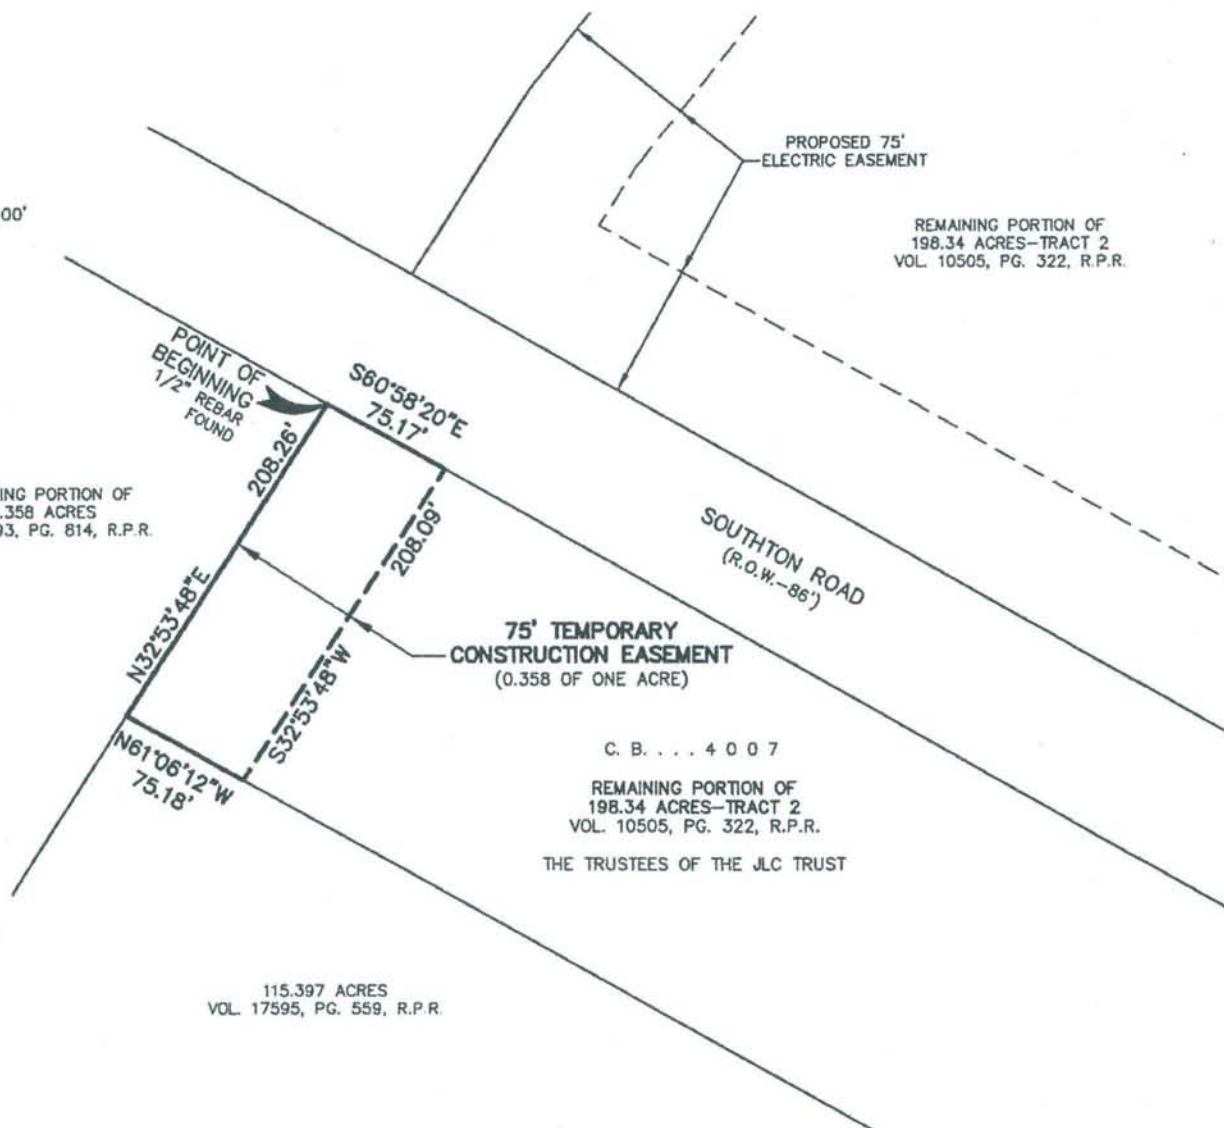 PROPOSED 75'
ELECTRIC EASEMENT
00'
REMAINING PORTION OF
198.34 ACRES-TRACT 2
VOL. 10505, PG. 322, R.P.R.
POINT OF
BEGINNING
1/2" REBAR
FOUND
S60°58'20"E
75.17'
208.26'
ING PORTION OF
.358 ACRES
93, PG. 814, R.P.R.
208.09'
SOUTHTON ROAD
(R.O.W.-86')
N32°53'48"E
75' TEMPORARY
CONSTRUCTION EASEMENT
(0.358 OF ONE ACRE)
S32°53'48"W
N61°06'12"W
75.18'
C. B. . . . 4 0 0 7
REMAINING PORTION OF
198.34 ACRES-TRACT 2
VOL. 10505, PG. 322, R.P.R.
THE TRUSTEES OF THE JLC TRUST
115.397 ACRES
VOL. 17595, PG. 559, R.P.R.